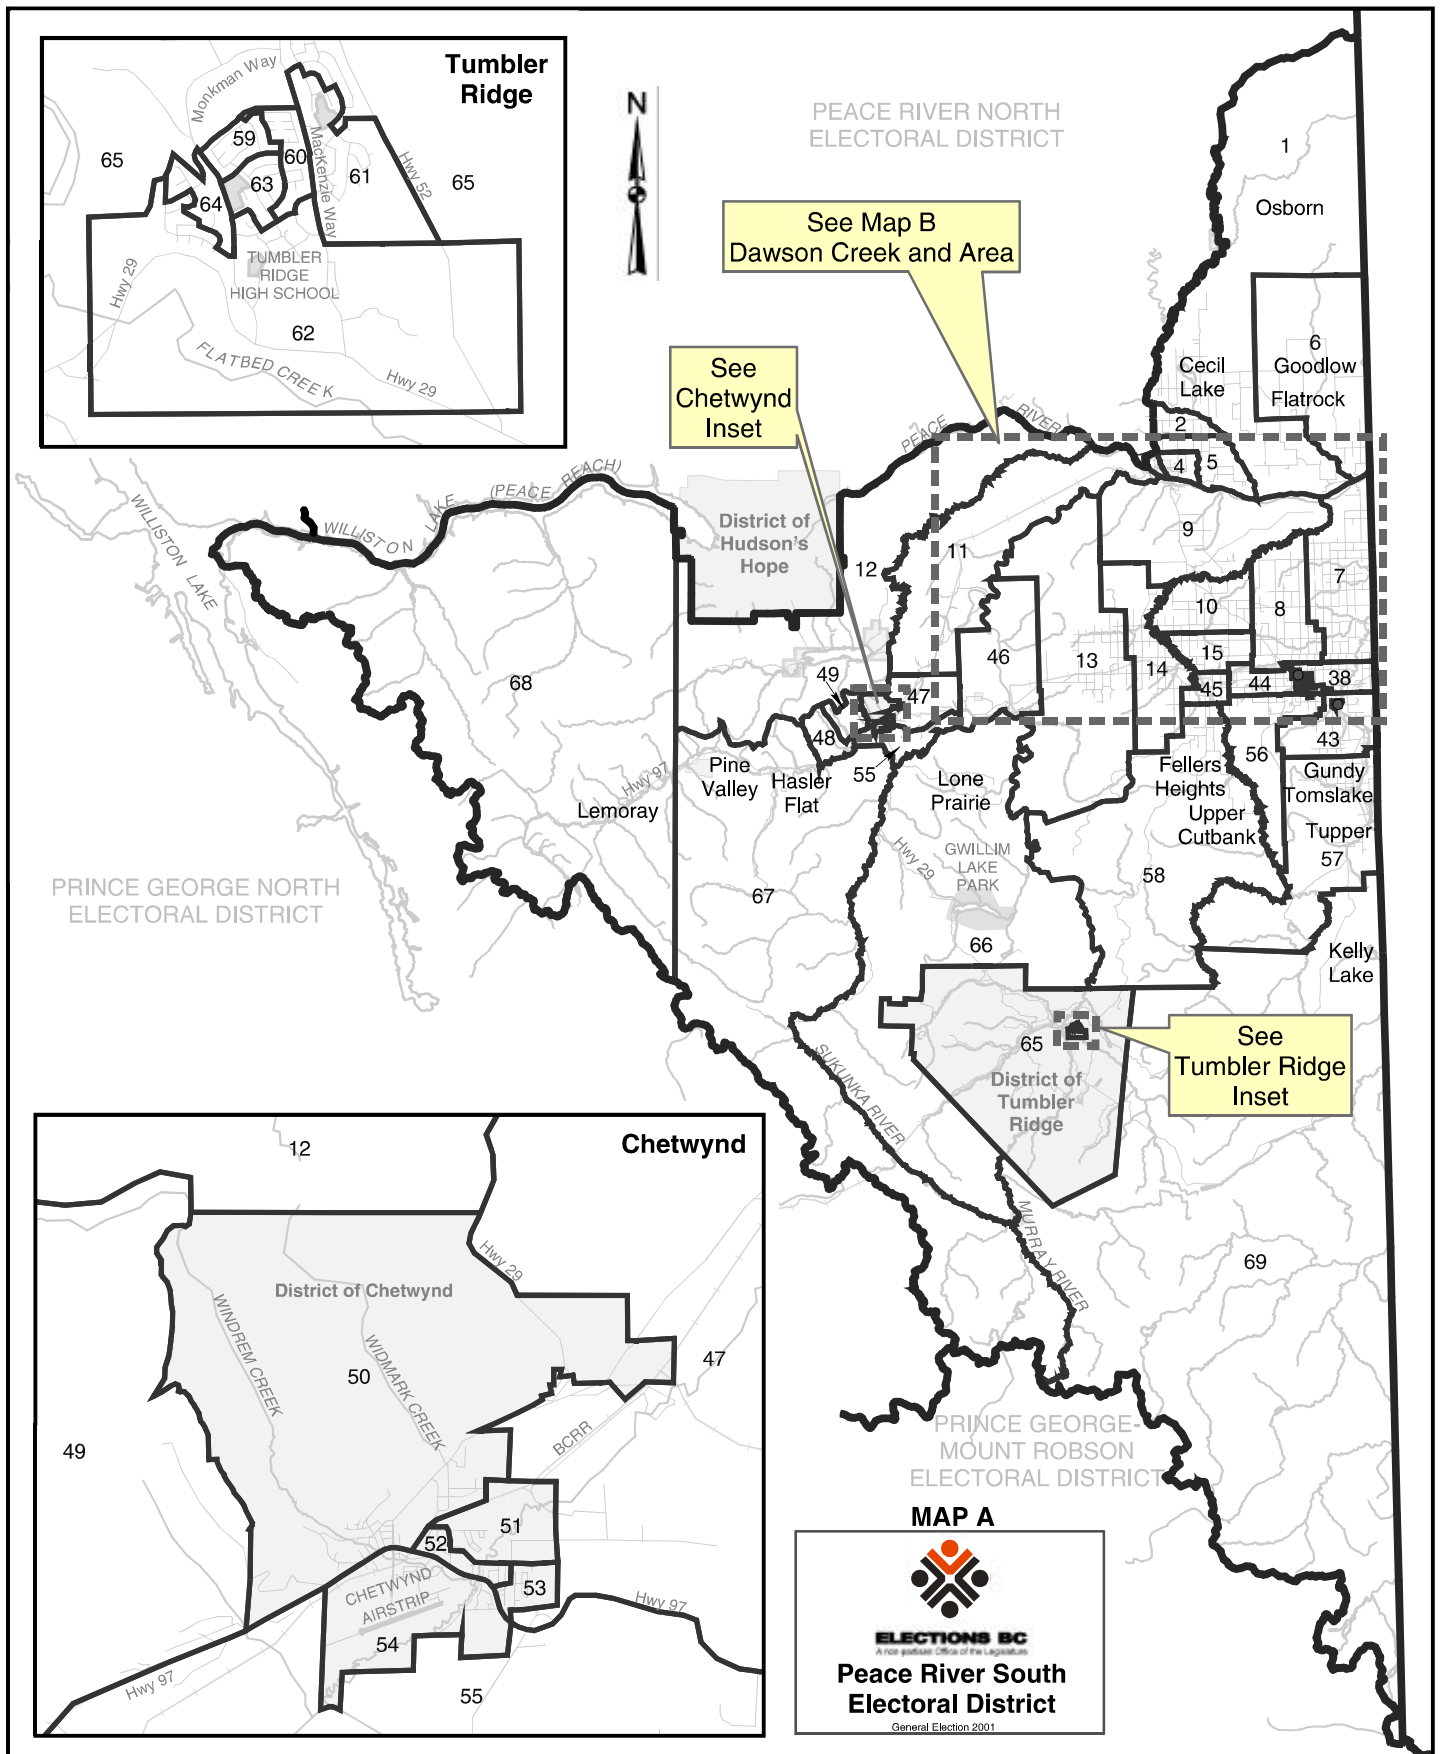 Tumbler
Ridge
Monkman Way
59
60
MacKenzie Way
61
Hwy 52
65
65
63
64
TUMBLER
RIDGE
HIGH SCHOOL
Hwy 29
62
FLATBED CREEK
Hwy 29
N
PEACE RIVER NORTH
ELECTORAL DISTRICT
See Map B
Dawson Creek and Area
See
Chetwynd
Inset
1
Osborn
6
Goodlow
Flatrock
Cecil
Lake
2
4
5
PEACE RIVER
WILLISTON LAKE (PEACE REACH)
WILLISTON LAKE
District of
Hudson's
Hope
12
11
9
7
10
8
15
13
14
46
45
44
38
47
49
48
55
43
56
68
Pine
Valley
Hasler
Flat
Hwy 97
Lemoray
Lone
Prairie
Fellers
Heights
Upper
Cutbank
Gundy
Tomslake
Tupper
57
GWILLIM
LAKE
PARK
Hwy 29
58
67
66
PRINCE GEORGE NORTH
ELECTORAL DISTRICT
Kelly
Lake
65
District of
Tumbler
Ridge
See
Tumbler Ridge
Inset
SUKUNKA RIVER
MURRAY RIVER
69
PRINCE GEORGE-
MOUNT ROBSON
ELECTORAL DISTRICT
Chetwynd
12
Hwy 29
District of Chetwynd
WINDREM CREEK
WIDMARK CREEK
50
47
BCRR
49
51
52
53
CHETWYND
AIRSTRIP
54
Hwy 97
Hwy 97
55
MAP A
ELECTIONS BC
A non-partisan Office of the Legislature
Peace River South
Electoral District
General Election 2001